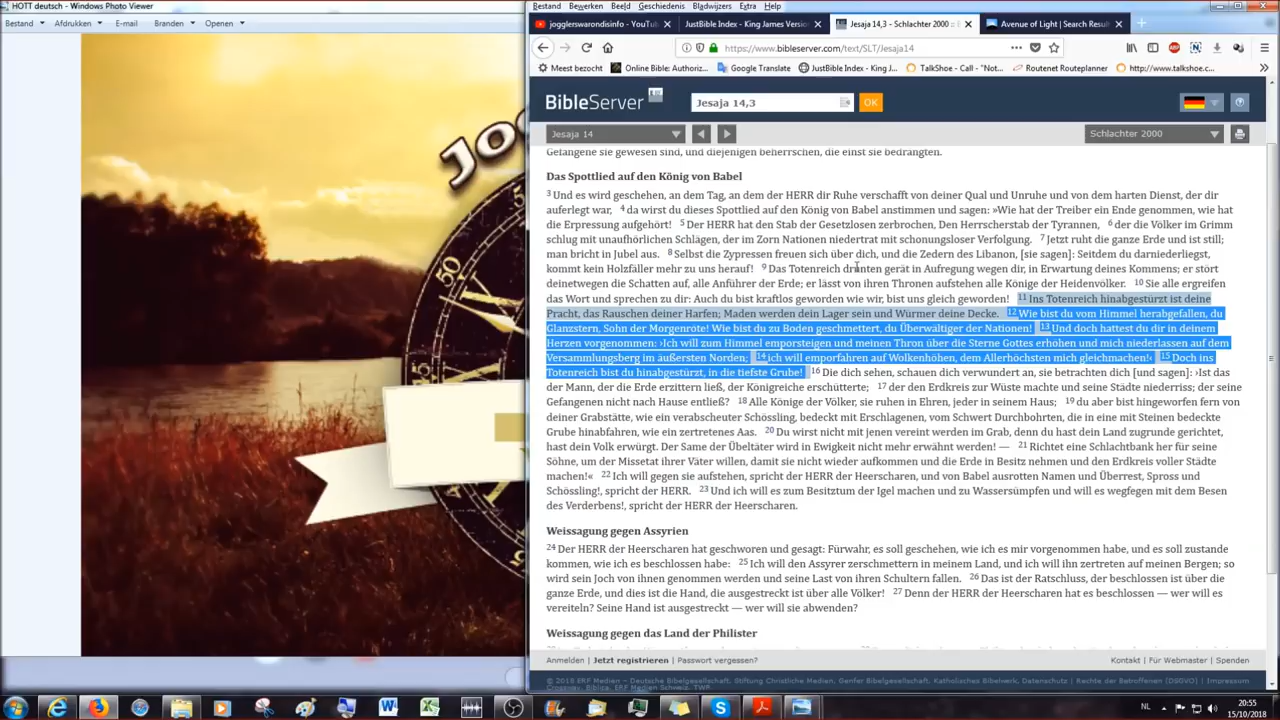 HOTT deutsch - Windows Photo Viewer
Bestand Afdrukken E-mail Branden Openen
Joo
Bestand Bewerken Beeld Geschiedenis Bladwijzers Extra Help
jogglerswarondisinfo - YouTu
JustBible Index - King James Versio
Jesaja 14,3 - Schlachter 2000 :: B
Avenue of Light | Search Resul
https://www.bibleserver.com/text/SLT/Jesaja14
Meest bezocht Online Bible: Authoriz... Google Translate JustBible Index - King J... TalkShoe - Call - "Not... Routenet Routeplanner http://www.talkshoe.c...
BibleServer
Jesaja 14,3
OK
Jesaja 14
Schlachter 2000
Gefangene sie gewesen sind, und diejenigen beherrschen, die einst sie bedrängten.
Das Spottlied auf den König von Babel
3 Und es wird geschehen, an dem Tag, an dem der HERR dir Ruhe verschafft von deiner Qual und Unruhe und von dem harten Dienst, der dir
auferlegt war, 4 da wirst du dieses Spottlied auf den König von Babel anstimmen und sagen: »Wie hat der Treiber ein Ende genommen, wie hat
die Erpressung aufgehört! 5 Der HERR hat den Stab der Gesetzlosen zerbrochen, Den Herrscherstab der Tyrannen, 6 der die Völker im Grimm
schlug mit unaufhörlichen Schlägen, der im Zorn Nationen niedertrat mit schonungsloser Verfolgung. 7 Jetzt ruht die ganze Erde und ist still;
man bricht in Jubel aus. 8 Selbst die Zypressen freuen sich über dich, und die Zedern des Libanon, [sie sagen]: Seitdem du darniederliegst,
kommt kein Holzfäller mehr zu uns herauf! 9 Das Totenreich drunten gerät in Aufregung wegen dir, in Erwartung deines Kommens; er stört
deinetwegen die Schatten auf, alle Anführer der Erde; er lässt von ihren Thronen aufstehen alle Könige der Heidenvölker. 10 Sie alle ergreifen
das Wort und sprechen zu dir: Auch du bist kraftlos geworden wie wir, bist uns gleich geworden! 11 Ins Totenreich hinabgestürzt ist deine
Pracht, das Rauschen deiner Harfen; Maden werden dein Lager sein und Würmer deine Decke. 12 Wie bist du vom Himmel herabgefallen, du
Glanzstern, Sohn der Morgenröte! Wie bist du zu Boden geschmettert, du Überwältiger der Nationen! 13 Und doch hattest du dir in deinem
Herzen vorgenommen: ›Ich will zum Himmel emporsteigen und meinen Thron über die Sterne Gottes erhöhen und mich niederlassen auf dem
Versammlungsberg im äußersten Norden; 14 ich will emporfahren auf Wolkenhöhen, dem Allerhöchsten mich gleichmachen!‹ 15 Doch ins
Totenreich bist du hinabgestürzt, in die tiefste Grube! 16 Die dich sehen, schauen dich verwundert an, sie betrachten dich [und sagen]: ›Ist das
der Mann, der die Erde erzittern ließ, der Königreiche erschütterte; 17 der den Erdkreis zur Wüste machte und seine Städte niederriss; der seine
Gefangenen nicht nach Hause entließ? 18 Alle Könige der Völker, sie ruhen in Ehren, jeder in seinem Haus; 19 du aber bist hingeworfen fern von
deiner Grabstätte, wie ein verabscheuter Schössling, bedeckt mit Erschlagenen, vom Schwert Durchbohrten, die in eine mit Steinen bedeckte
Grube hinabfahren, wie ein zertretenes Aas. 20 Du wirst nicht mit jenen vereint werden im Grab, denn du hast dein Land zugrunde gerichtet,
hast dein Volk erwürgt. Der Same der Übeltäter wird in Ewigkeit nicht mehr erwähnt werden! — 21 Richtet eine Schlachtbank her für seine
Söhne, um der Missetat ihrer Väter willen, damit sie nicht wieder aufkommen und die Erde in Besitz nehmen und den Erdkreis voller Städte
machen!« 22 Ich will gegen sie aufstehen, spricht der HERR der Heerscharen, und von Babel ausrotten Namen und Überrest, Spross und
Schössling!, spricht der HERR. 23 Und ich will es zum Besitztum der Igel machen und zu Wassersümpfen und will es wegfegen mit dem Besen
des Verderbens!, spricht der HERR der Heerscharen.
Weissagung gegen Assyrien
24 Der HERR der Heerscharen hat geschworen und gesagt: Fürwahr, es soll geschehen, wie ich es mir vorgenommen habe, und es soll zustande
kommen, wie ich es beschlossen habe: 25 Ich will den Assyrer zerschmettern in meinem Land, und ich will ihn zertreten auf meinen Bergen; so
wird sein Joch von ihnen genommen werden und seine Last von ihren Schultern fallen. 26 Das ist der Ratschluss, der beschlossen ist über die
ganze Erde, und dies ist die Hand, die ausgestreckt ist über alle Völker! 27 Denn der HERR der Heerscharen hat es beschlossen — wer will es
vereiteln? Seine Hand ist ausgestreckt — wer will sie abwenden?
Weissagung gegen das Land der Philister
Anmelden | Jetzt registrieren | Passwort vergessen?
Kontakt | Für Webmaster | Spenden
© 2018 ERF Medien – Deutsche Bibelgesellschaft, Stiftung Christliche Medien, Genfer Bibelgesellschaft, Katholisches Bibelwerk,
Crossway, Biblica, ERF Medien Schweiz, TWR
Datenschutz | Rechte der Betroffenen (DSGVO) | Impressum
NL
20:55
15/10/2018